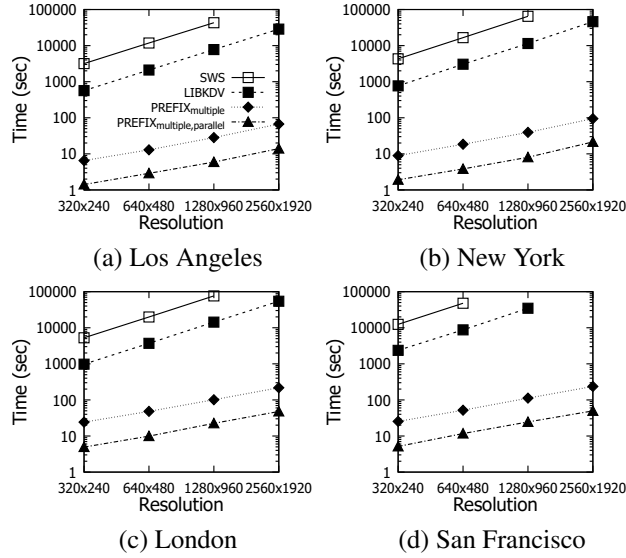 100000
10000
1000
100
10
1
Time (sec)
SWS
LIBKDV
PREFIXmultiple
PREFIXmultiple,parallel
320x240 640x480 1280x960 2560x1920
Resolution
(a) Los Angeles
100000
10000
1000
100
10
1
Time (sec)
320x240 640x480 1280x960 2560x1920
Resolution
(b) New York
100000
10000
1000
100
10
1
Time (sec)
320x240 640x480 1280x960 2560x1920
Resolution
(c) London
100000
10000
1000
100
10
1
Time (sec)
320x240 640x480 1280x960 2560x1920
Resolution
(d) San Francisco